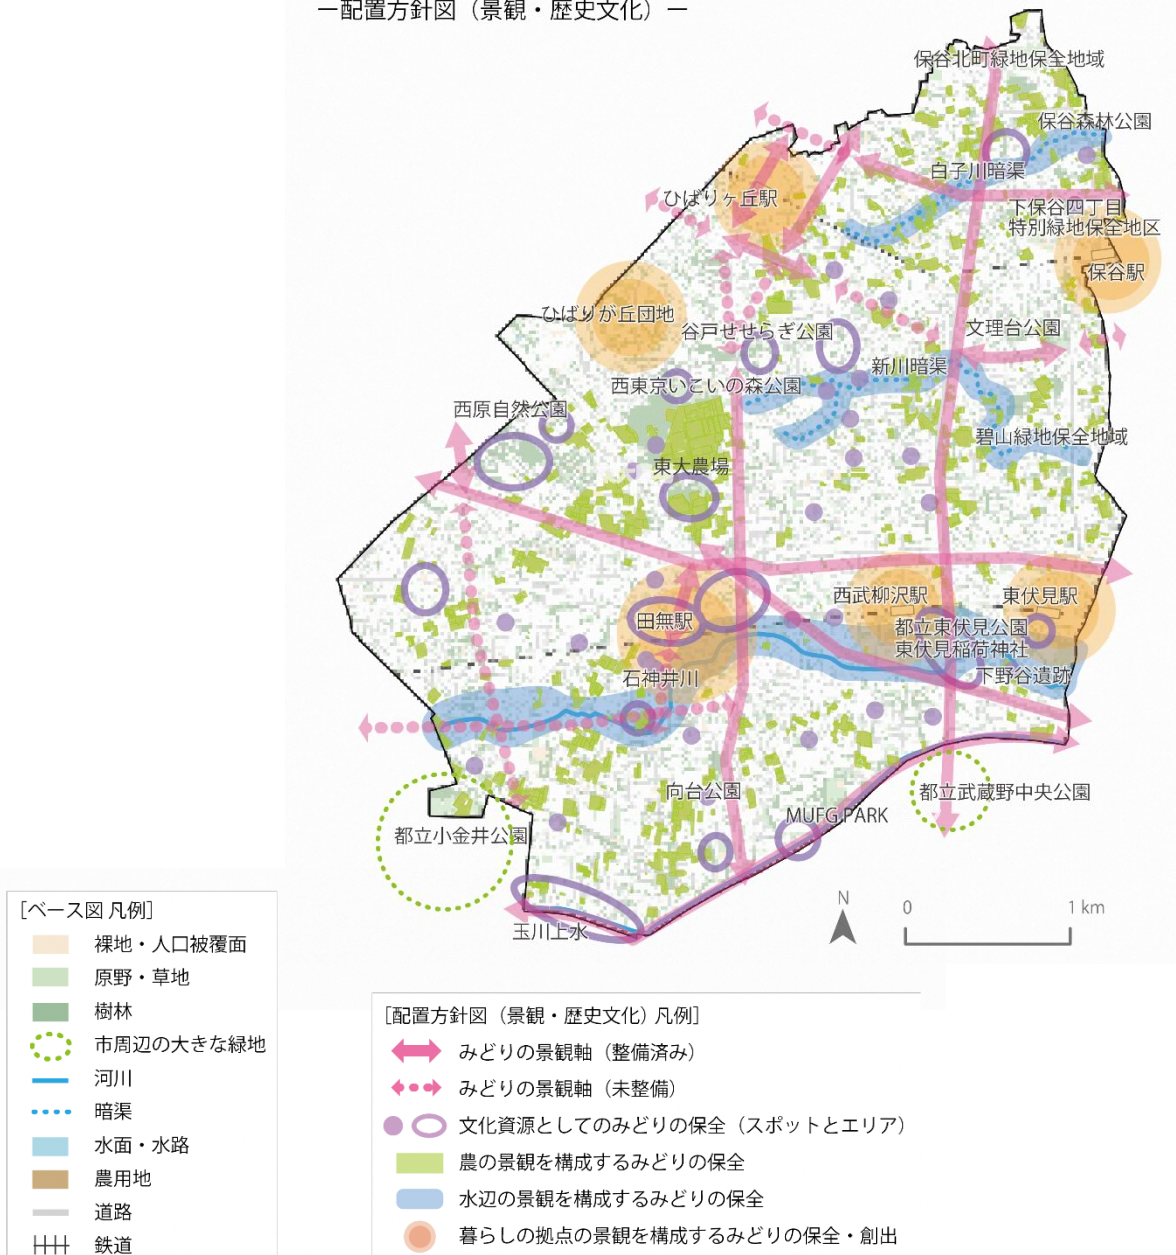 ー配置方針図（景観・歴史文化）ー
保谷北町緑地保全地域
保谷森林公園
白子川暗渠
ひばりヶ丘駅
下保谷四丁目
特別緑地保全地区
保谷駅
ひばりが丘団地
谷戸せせらぎ公園
文理台公園
新川暗渠
西東京いこいの森公園
西原自然公園
碧山緑地保全地域
東大農場
西武柳沢駅
東伏見駅
田無駅
都立東伏見公園
東伏見稲荷神社
石神井川
下野谷遺跡
向台公園
都立武蔵野中央公園
MUFG PARK
都立小金井公園
玉川上水
N
0
1 km
［ベース図 凡例］
裸地・人口被覆面
原野・草地
樹林
市周辺の大きな緑地
河川
暗渠
水面・水路
農用地
道路
鉄道
［配置方針図（景観・歴史文化）凡例］
みどりの景観軸（整備済み）
みどりの景観軸（未整備）
文化資源としてのみどりの保全（スポットとエリア）
農の景観を構成するみどりの保全
水辺の景観を構成するみどりの保全
暮らしの拠点の景観を構成するみどりの保全・創出